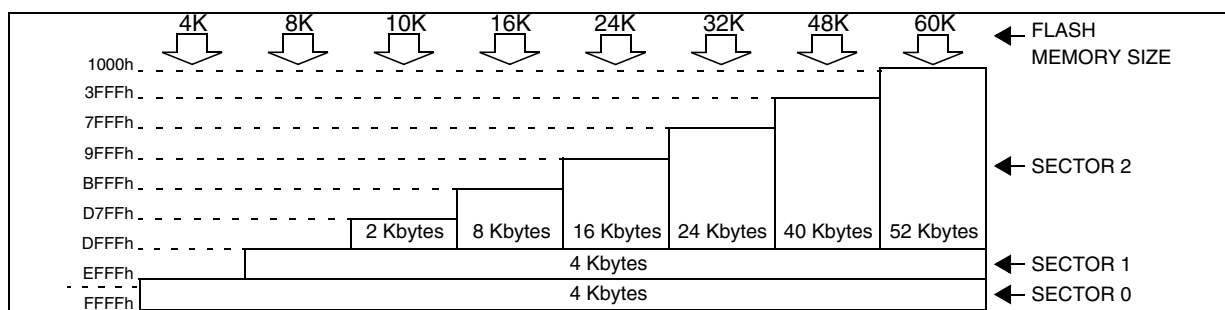 4K 8K 10K 16K 24K 32K 48K 60K
FLASH
MEMORY SIZE
1000h
3FFFh
7FFFh
9FFFh
SECTOR 2
BFFFh
D7FFh
2 Kbytes 8 Kbytes 16 Kbytes 24 Kbytes 40 Kbytes 52 Kbytes
DFFFh
4 Kbytes
SECTOR 1
EFFFh
4 Kbytes
SECTOR 0
FFFFh